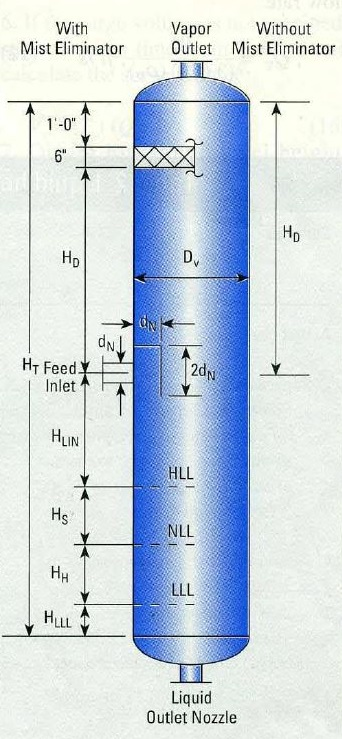 With
Mist Eliminator
Vapor
Outlet
Without
Mist Eliminator
1'-0"
6"
H_D
H_D
D_v
d_N
d_N
2d_N
H_T Feed
Inlet
H_LIN
HLL
H_S
NLL
H_H
LLL
H_LLL
Liquid
Outlet Nozzle